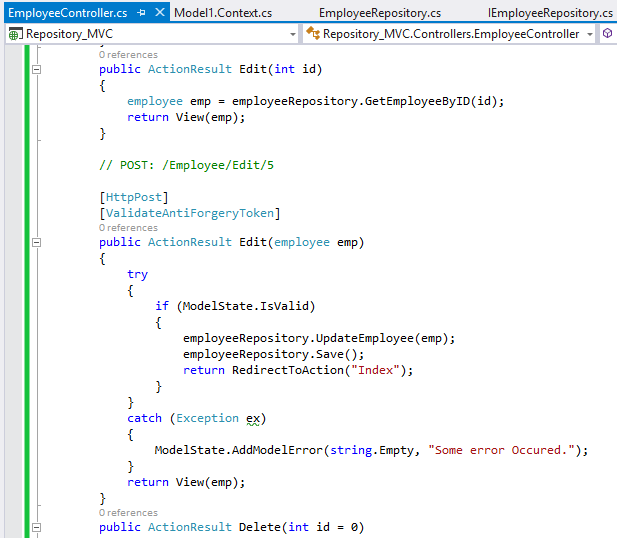 EmployeeController.cs Model1.Context.cs EmployeeRepository.cs IEmployeeRepository.cs
Repository_MVC Repository_MVC.Controllers.EmployeeController
}
0 references
public ActionResult Edit(int id)
{
employee emp = employeeRepository.GetEmployeeByID(id);
return View(emp);
}
// POST: /Employee/Edit/5
[HttpPost]
[ValidateAntiForgeryToken]
0 references
public ActionResult Edit(employee emp)
{
try
{
if (ModelState.IsValid)
{
employeeRepository.UpdateEmployee(emp);
employeeRepository.Save();
return RedirectToAction("Index");
}
}
catch (Exception ex)
{
ModelState.AddModelError(string.Empty, "Some error Occured.");
}
return View(emp);
}
0 references
public ActionResult Delete(int id = 0)